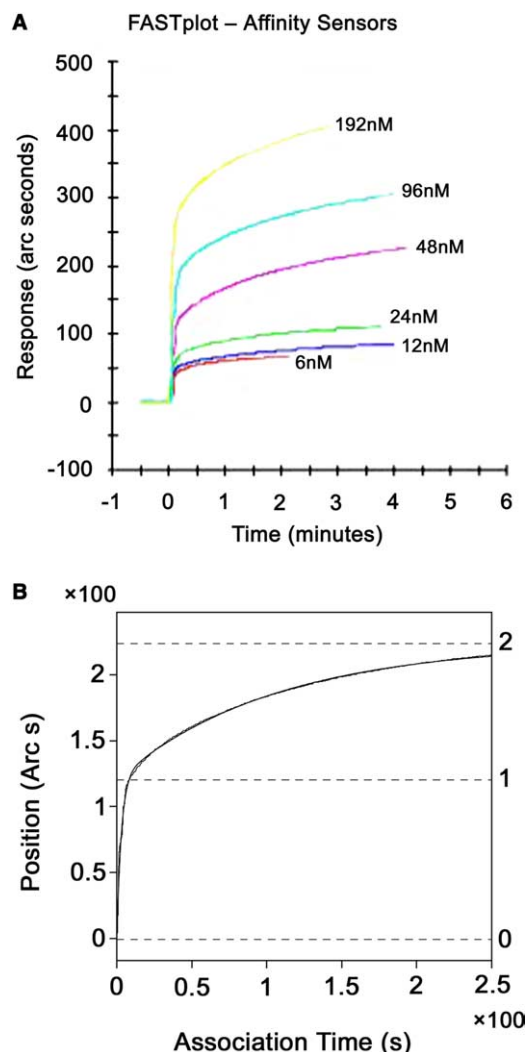 A
FASTplot – Affinity Sensors
500
400
300
200
100
0
-100
Response (arc seconds)
192nM
96nM
48nM
24nM
12nM
6nM
-1 0 1 2 3 4 5 6
Time (minutes)
B
×100
2
1.5
1
0.5
0
Position (Arc s)
2
1
0
0 0.5 1 1.5 2 2.5
×100
Association Time (s)